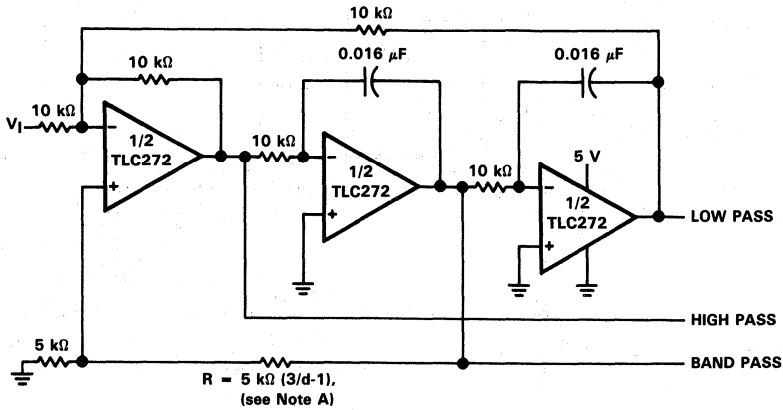 10 kΩ
10 kΩ
0.016 μF
0.016 μF
VI
10 kΩ
−
1/2
TLC272
+
10 kΩ
−
1/2
TLC272
+
10 kΩ
5 V
−
1/2
TLC272
+
LOW PASS
HIGH PASS
5 kΩ
BAND PASS
R = 5 kΩ (3/d-1),
(see Note A)